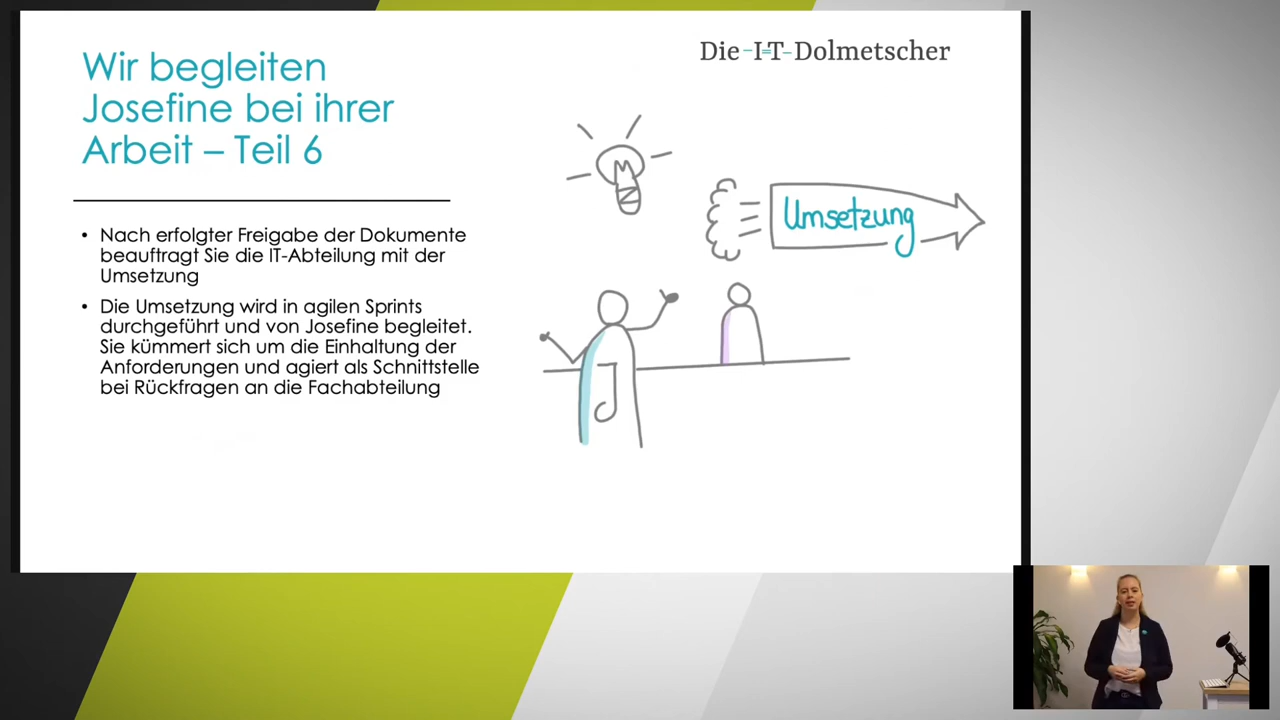 Wir begleiten
Josefine bei ihrer
Arbeit – Teil 6
Die-I-T-Dolmetscher
• Nach erfolgter Freigabe der Dokumente
beauftragt Sie die IT-Abteilung mit der
Umsetzung
• Die Umsetzung wird in agilen Sprints
durchgeführt und von Josefine begleitet.
Sie kümmert sich um die Einhaltung der
Anforderungen und agiert als Schnittstelle
bei Rückfragen an die Fachabteilung
Umsetzung
J